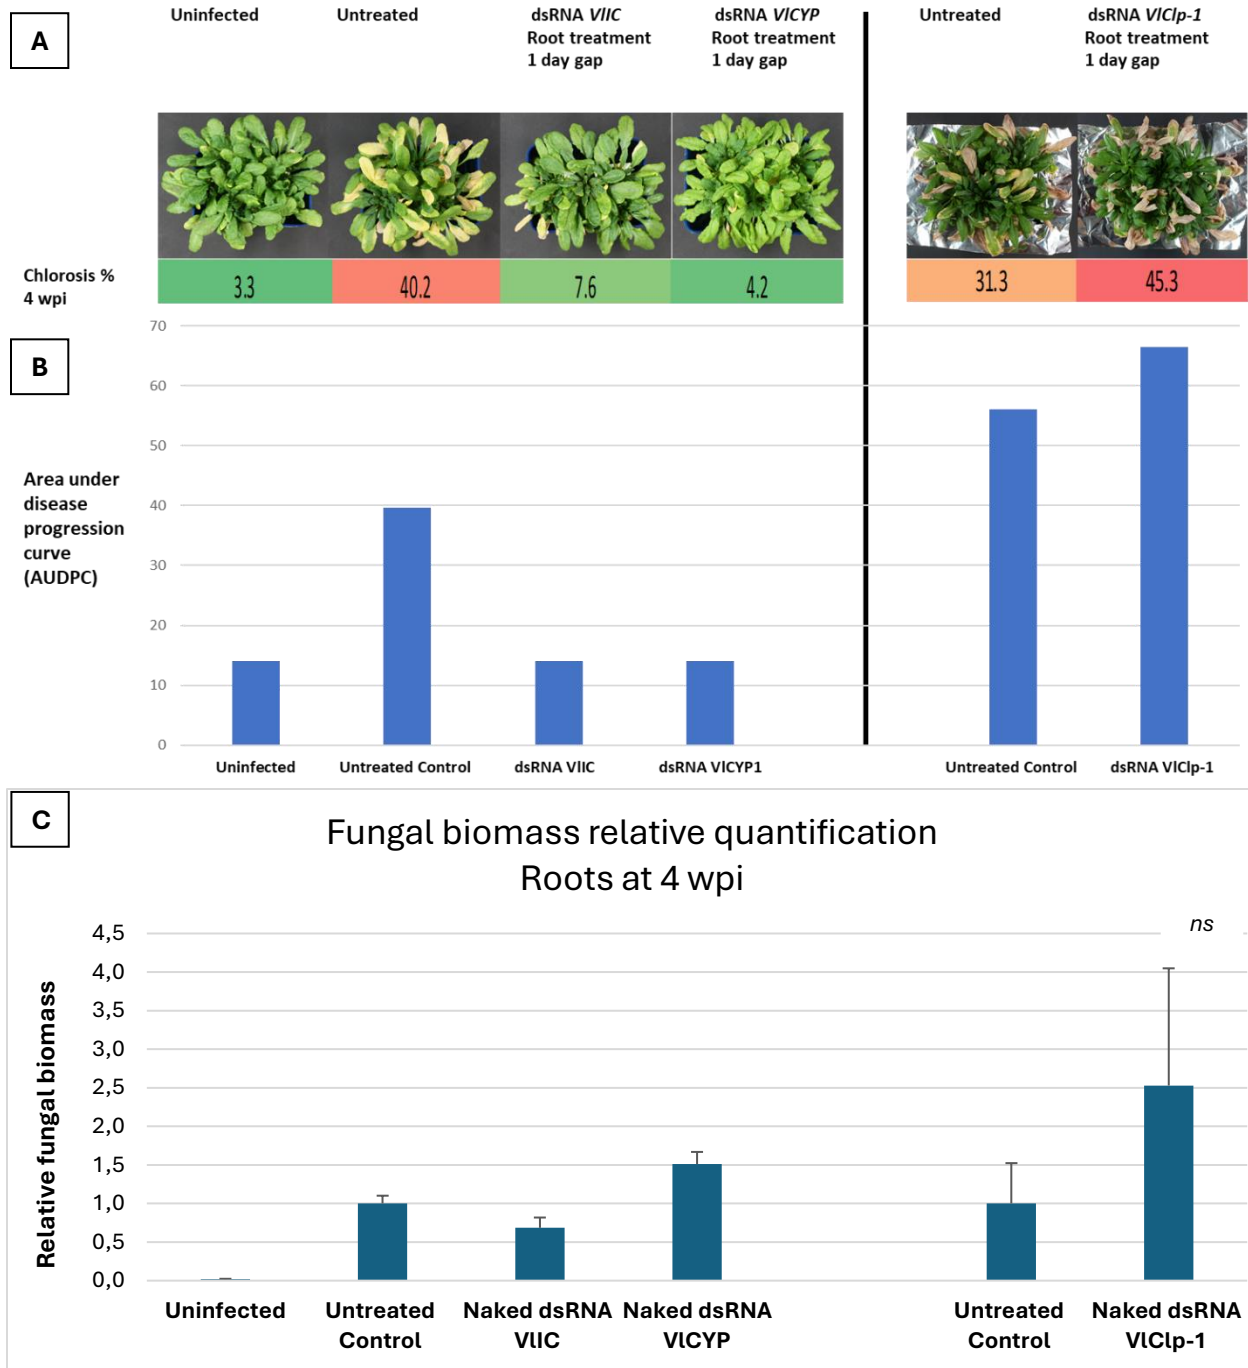 A
Uninfected
Untreated
dsRNA VlIC
Root treatment
1 day gap
dsRNA VlCYP
Root treatment
1 day gap
Untreated
dsRNA VlClp-1
Root treatment
1 day gap
Chlorosis %
4 wpi
3.3
40.2
7.6
4.2
31.3
45.3
B
Area under
disease
progression
curve
(AUDPC)
70
60
50
40
30
20
10
0
Uninfected
Untreated Control
dsRNA VlIC
dsRNA VlCYP1
Untreated Control
dsRNA VlClp-1
C
Fungal biomass relative quantification
Roots at 4 wpi
Relative fungal biomass
4,5
4,0
3,5
3,0
2,5
2,0
1,5
1,0
0,5
0,0
ns
Uninfected
Untreated
Control
Naked dsRNA
VlIC
Naked dsRNA
VlCYP
Untreated
Control
Naked dsRNA
VlClp-1